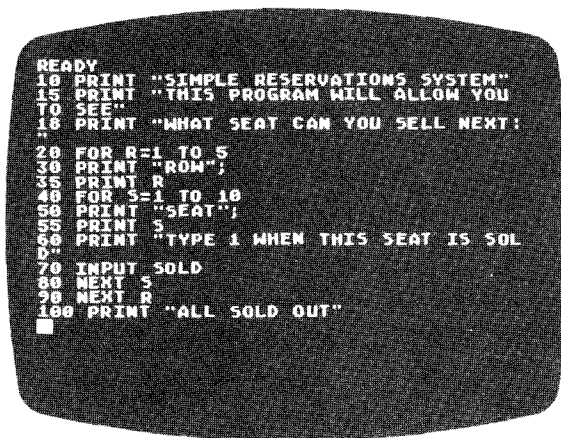 READY
10 PRINT "SIMPLE RESERVATIONS SYSTEM"
15 PRINT "THIS PROGRAM WILL ALLOW YOU
TO SEE"
18 PRINT "WHAT SEAT CAN YOU SELL NEXT:
"
20 FOR R=1 TO 5
30 PRINT "ROW";
35 PRINT R
40 FOR S=1 TO 10
50 PRINT "SEAT";
55 PRINT S
60 PRINT "TYPE 1 WHEN THIS SEAT IS SOL
D"
70 INPUT SOLD
80 NEXT S
90 NEXT R
100 PRINT "ALL SOLD OUT"